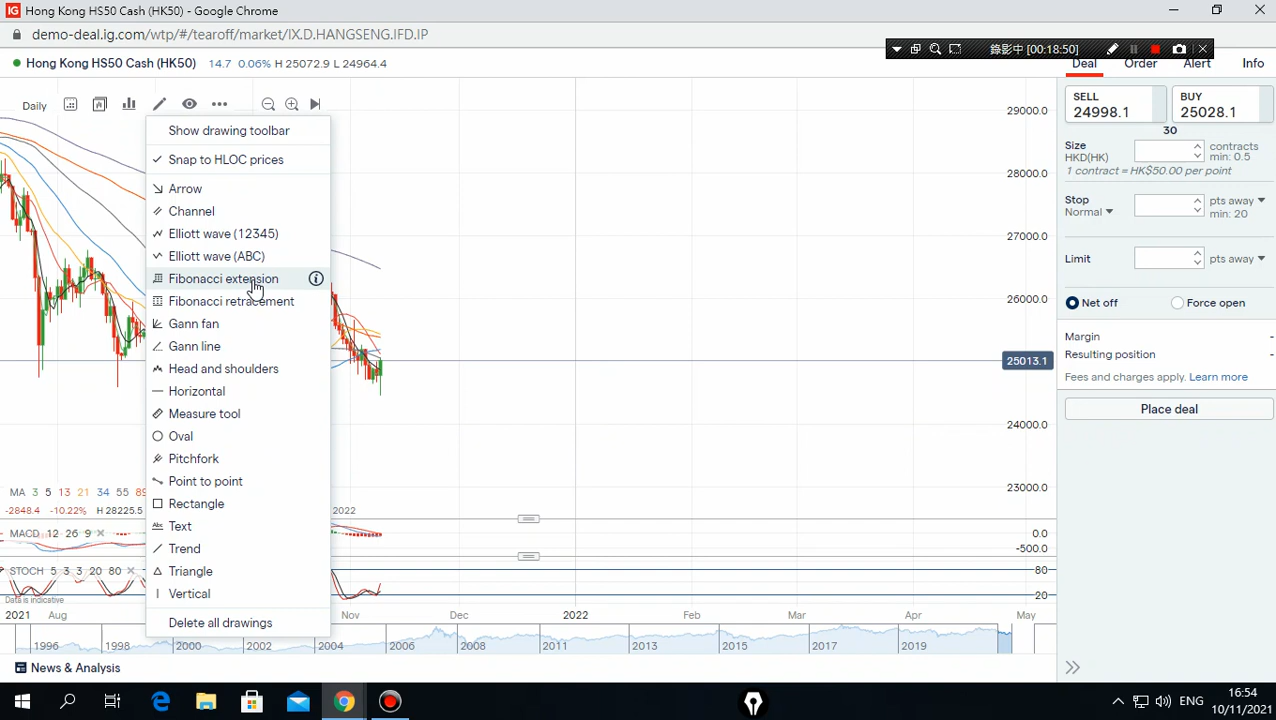 IG Hong Kong HS50 Cash (HK50) - Google Chrome
demo-deal.ig.com/wtp/#/tearoff/market/IX.D.HANGSENG.IFD.IP
錄影中 (00:18:50)
Hong Kong HS50 Cash (HK50) 14.7 0.06% H 25072.9 L 24964.4
Deal Order Alert Info
Daily
Show drawing toolbar
Snap to HLOC prices
Arrow
Channel
Elliott wave (12345)
Elliott wave (ABC)
Fibonacci extension
Fibonacci retracement
Gann fan
Gann line
Head and shoulders
Horizontal
Measure tool
Oval
Pitchfork
Point to point
Rectangle
Text
Trend
Triangle
Vertical
Delete all drawings
29000.0
28000.0
27000.0
26000.0
25013.1
24000.0
23000.0
SELL
24998.1
BUY
25028.1
30
Size
HKD(HK)
contracts
min: 0.5
1 contract = HK$50.00 per point
Stop
Normal
pts away
min: 20
Limit
pts away
Net off Force open
Margin -
Resulting position -
Fees and charges apply. Learn more
Place deal
MA 3 5 13 21 34 55 89
-2848.4 -10.22% H 28225.5
2022
MACD 12 26 9
0.0
-500.0
STOCH 5 3 3 20 80
80
20
Data is indicative
2021 Aug Nov Dec 2022 Feb Mar Apr May
1996 1998 2000 2002 2004 2006 2008 2011 2013 2015 2017 2019
News & Analysis
ENG
16:54
10/11/2021